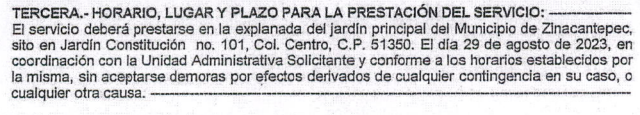 TERCERA.- HORARIO, LUGAR Y PLAZO PARA LA PRESTACIÓN DEL SERVICIO: ----------
El servicio deberá prestarse en la explanada del jardín principal del Municipio de Zinacantepec,
sito en Jardín Constitución no. 101, Col. Centro, C.P. 51350. El día 29 de agosto de 2023, en
coordinación con la Unidad Administrativa Solicitante y conforme a los horarios establecidos por
la misma, sin aceptarse demoras por efectos derivados de cualquier contingencia en su caso, o
cualquier otra causa. ----------